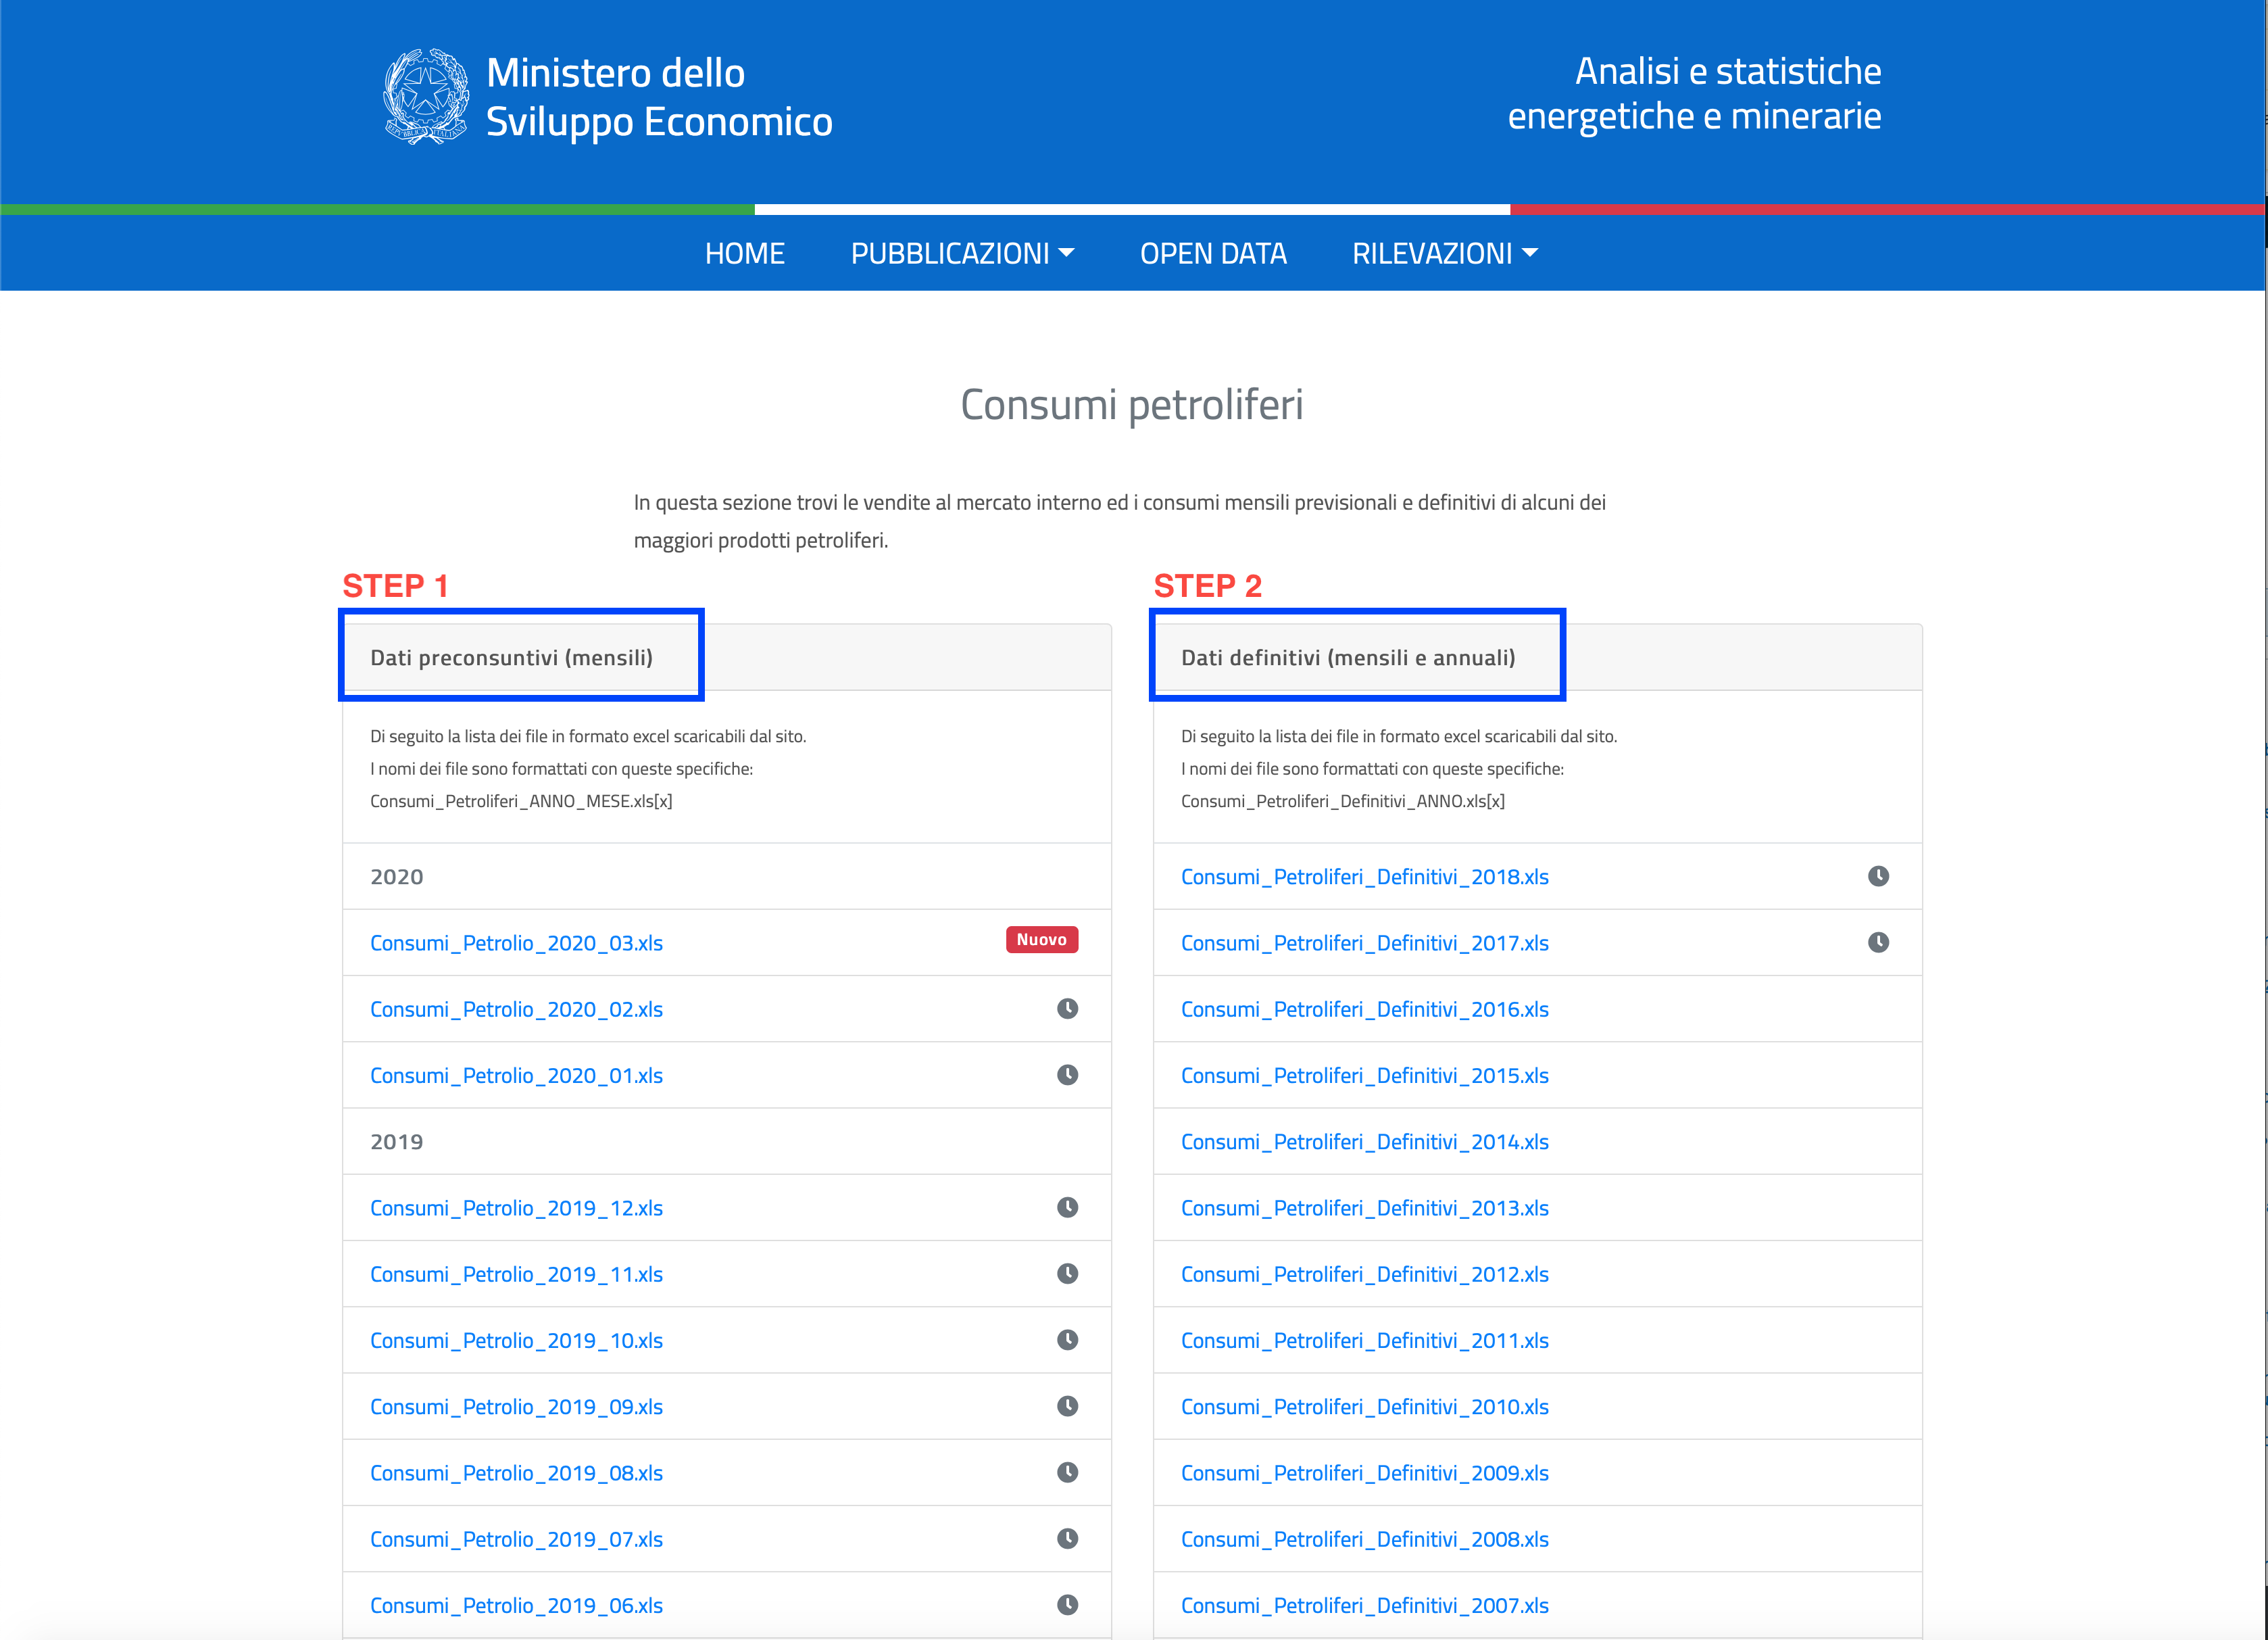 Ministero dello
Sviluppo Economico
Analisi e statistiche
energetiche e minerarie
HOME
PUBBLICAZIONI
OPEN DATA
RILEVAZIONI
Consumi petroliferi
In questa sezione trovi le vendite al mercato interno ed i consumi mensili previsionali e definitivi di alcuni dei
maggiori prodotti petroliferi.
STEP 1
Dati preconsuntivi (mensili)
Di seguito la lista dei file in formato excel scaricabili dal sito.
I nomi dei file sono formattati con queste specifiche:
Consumi_Petroliferi_ANNO_MESE.xls[x]
2020
Consumi_Petrolio_2020_03.xls
Nuovo
Consumi_Petrolio_2020_02.xls
Consumi_Petrolio_2020_01.xls
2019
Consumi_Petrolio_2019_12.xls
Consumi_Petrolio_2019_11.xls
Consumi_Petrolio_2019_10.xls
Consumi_Petrolio_2019_09.xls
Consumi_Petrolio_2019_08.xls
Consumi_Petrolio_2019_07.xls
Consumi_Petrolio_2019_06.xls
STEP 2
Dati definitivi (mensili e annuali)
Di seguito la lista dei file in formato excel scaricabili dal sito.
I nomi dei file sono formattati con queste specifiche:
Consumi_Petroliferi_Definitivi_ANNO.xls[x]
Consumi_Petroliferi_Definitivi_2018.xls
Consumi_Petroliferi_Definitivi_2017.xls
Consumi_Petroliferi_Definitivi_2016.xls
Consumi_Petroliferi_Definitivi_2015.xls
Consumi_Petroliferi_Definitivi_2014.xls
Consumi_Petroliferi_Definitivi_2013.xls
Consumi_Petroliferi_Definitivi_2012.xls
Consumi_Petroliferi_Definitivi_2011.xls
Consumi_Petroliferi_Definitivi_2010.xls
Consumi_Petroliferi_Definitivi_2009.xls
Consumi_Petroliferi_Definitivi_2008.xls
Consumi_Petroliferi_Definitivi_2007.xls